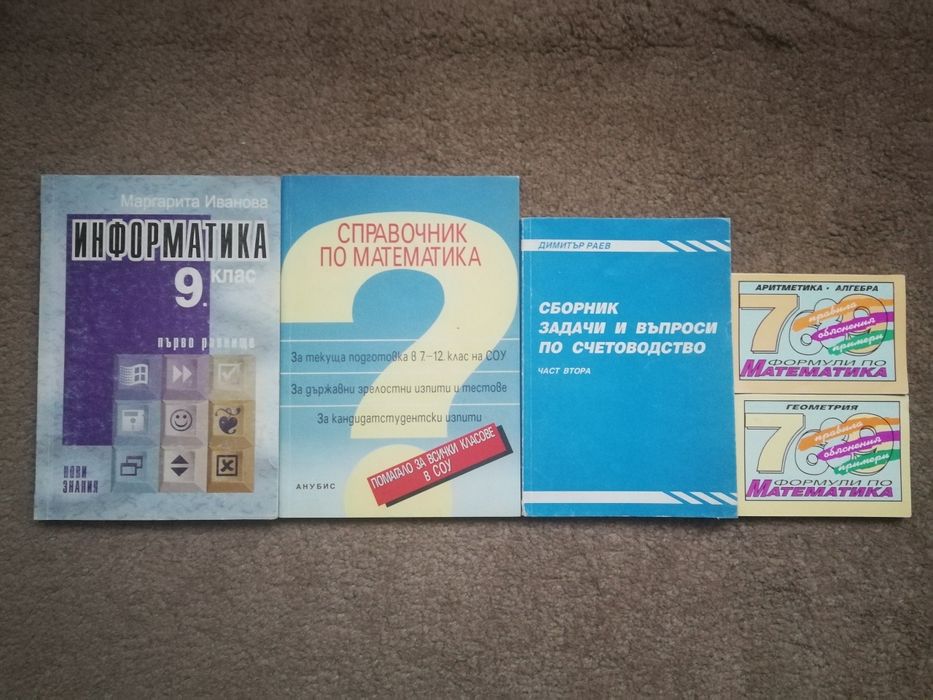 Маргарита Иванова
ИНФОРМАТИКА
9. клас
първо равнище
НОВИ
ЗНАНИЯ
СПРАВОЧНИК
ПО МАТЕМАТИКА
За текуща подготовка в 7.–12. клас на СОУ
За държавни зрелостни изпити и тестове
За кандидатстудентски изпити
ПОМАГАЛО ЗА ВСИЧКИ КЛАСОВЕ
В СОУ
АНУБИС
ДИМИТЪР РАЕВ
СБОРНИК
ЗАДАЧИ И ВЪПРОСИ
ПО СЧЕТОВОДСТВО
ЧАСТ ВТОРА
АРИТМЕТИКА • АЛГЕБРА
789
правила
обяснения
примери
ФОРМУЛИ ПО
МАТЕМАТИКА
ГЕОМЕТРИЯ
789
правила
обяснения
примери
ФОРМУЛИ ПО
МАТЕМАТИКА